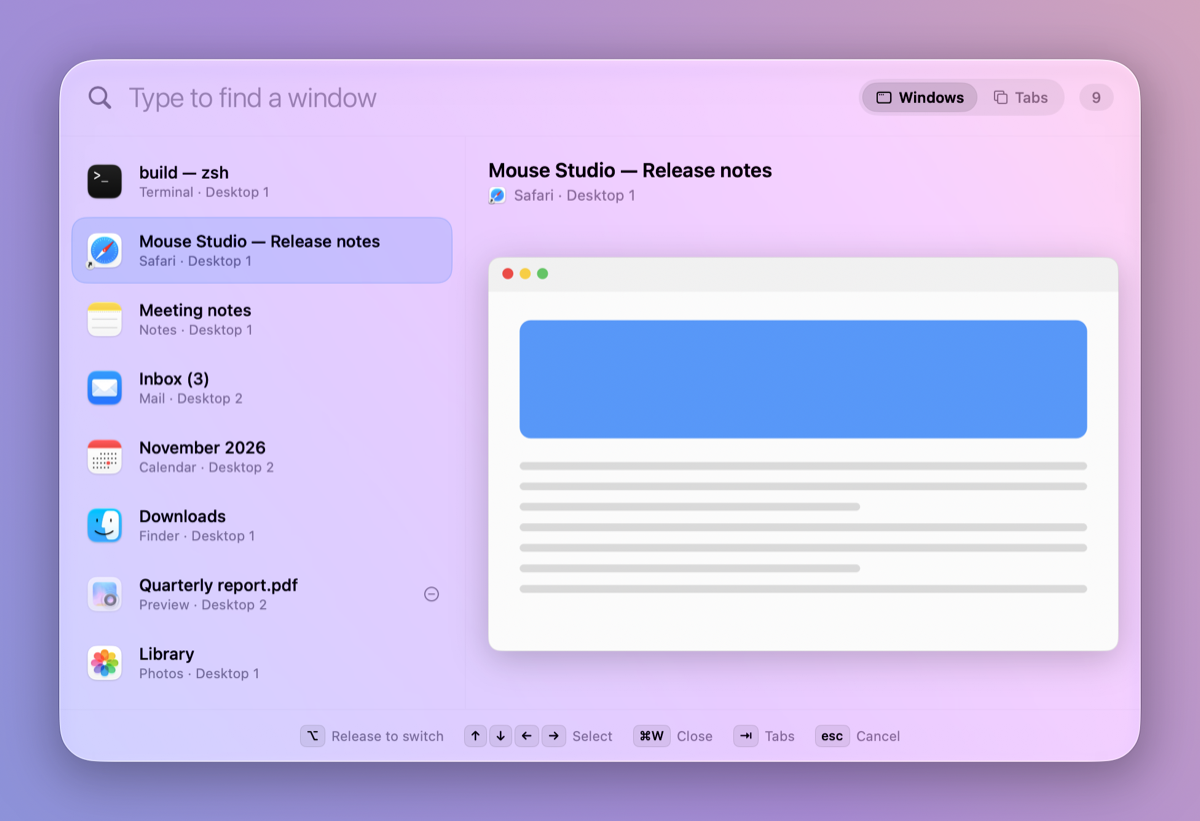 Type to find a window
Windows
Tabs
9
build — zsh
Terminal · Desktop 1
Mouse Studio — Release notes
Safari · Desktop 1
Meeting notes
Notes · Desktop 1
Inbox (3)
Mail · Desktop 2
November 2026
Calendar · Desktop 2
Downloads
Finder · Desktop 1
Quarterly report.pdf
Preview · Desktop 2
Library
Photos · Desktop 1
Mouse Studio — Release notes
Safari · Desktop 1
⌥ Release to switch ↑ ↓ ← → Select ⌘W Close ⇥ Tabs esc Cancel